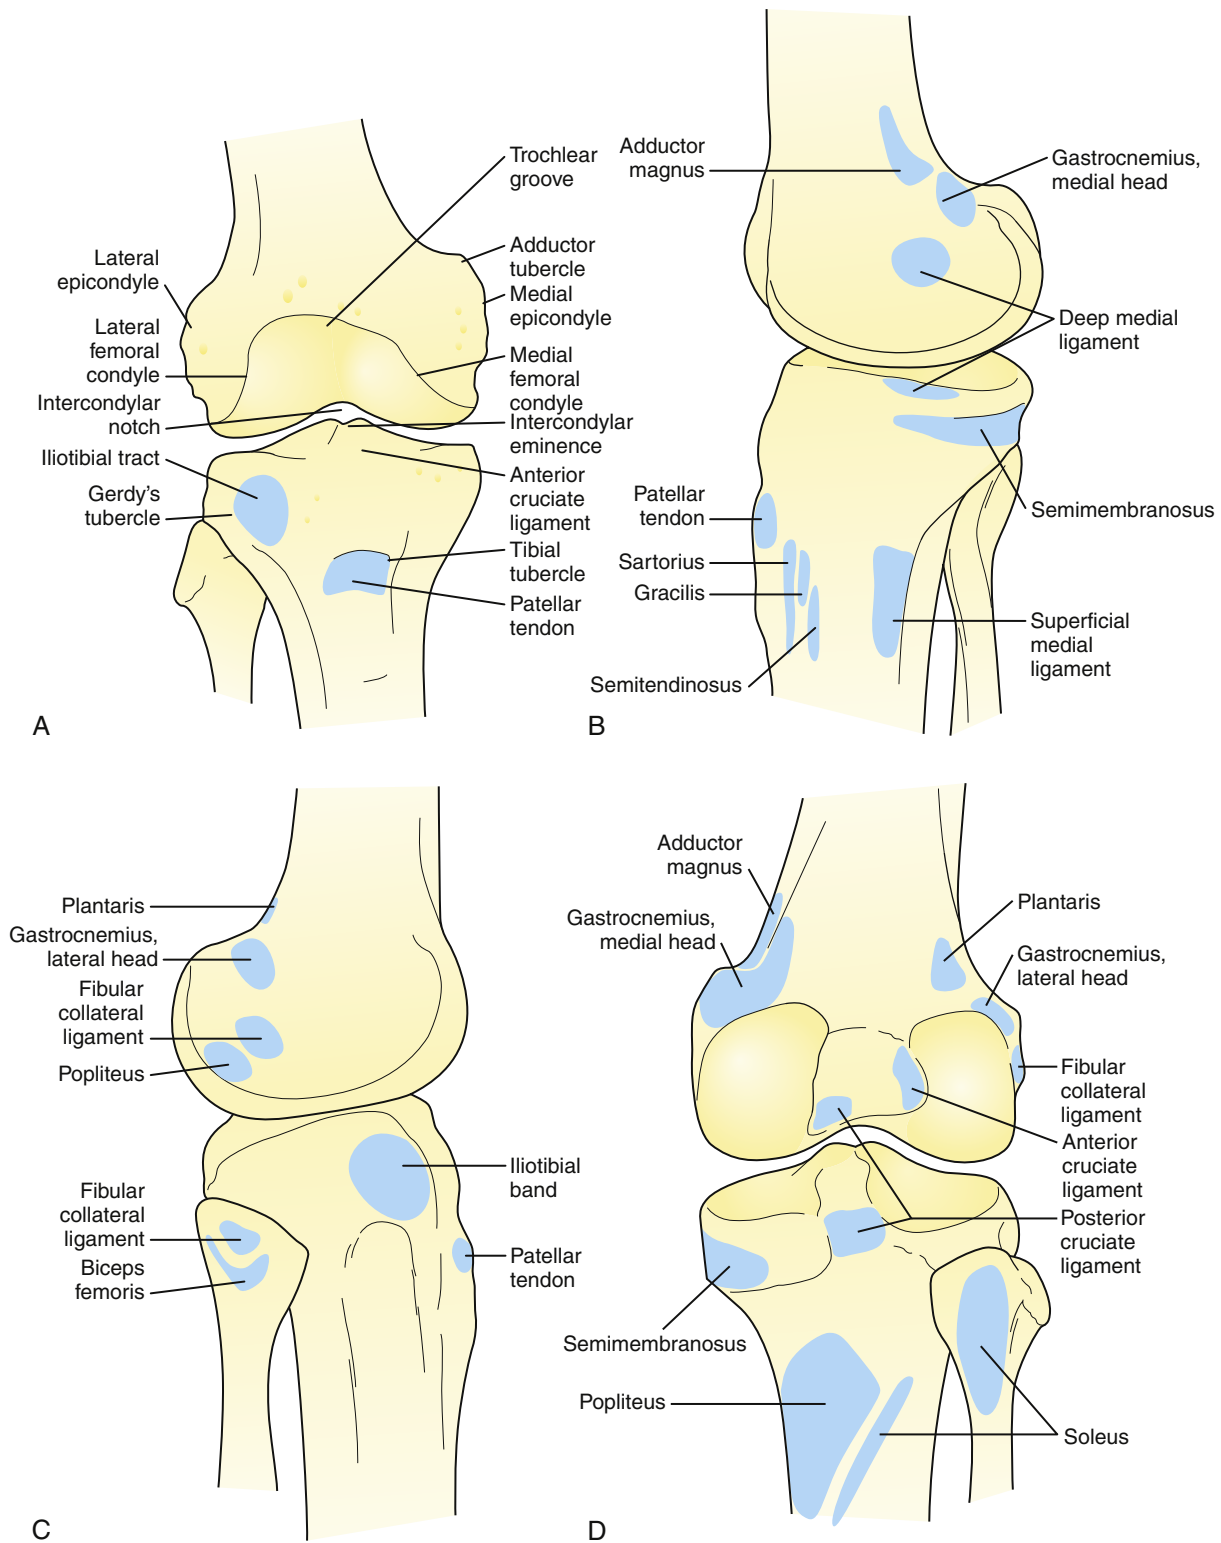 Trochlear
groove
Adductor
tubercle
Medial
epicondyle
Medial
femoral
condyle
Intercondylar
eminence
Anterior
cruciate
ligament
Tibial
tubercle
Patellar
tendon
Lateral
epicondyle
Lateral
femoral
condyle
Intercondylar
notch
Iliotibial tract
Gerdy's
tubercle
A
Adductor
magnus
Gastrocnemius,
medial head
Deep medial
ligament
Semimembranosus
Patellar
tendon
Sartorius
Gracilis
Superficial
medial
ligament
Semitendinosus
B
Plantaris
Gastrocnemius,
lateral head
Fibular
collateral
ligament
Popliteus
Iliotibial
band
Fibular
collateral
ligament
Biceps
femoris
Patellar
tendon
C
Adductor
magnus
Gastrocnemius,
medial head
Plantaris
Gastrocnemius,
lateral head
Fibular
collateral
ligament
Anterior
cruciate
ligament
Posterior
cruciate
ligament
Semimembranosus
Popliteus
Soleus
D